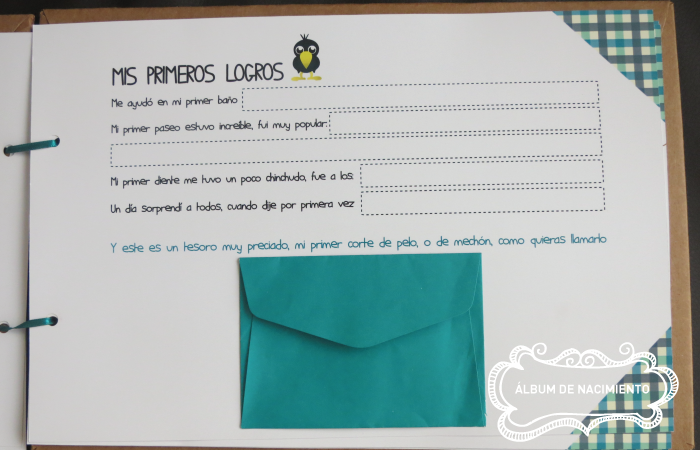 MIS PRIMEROS LOGROS
Me ayudó en mi primer baño
Mi primer paseo estuvo increíble, fui muy popular:
Mi primer diente me tuvo un poco chinchudo, fue a los:
Un día sorprendí a todos, cuando dije por primera vez
Y este es un tesoro muy preciado, mi primer corte de pelo, o de mechón, como quieras llamarlo
ÁLBUM DE NACIMIENTO